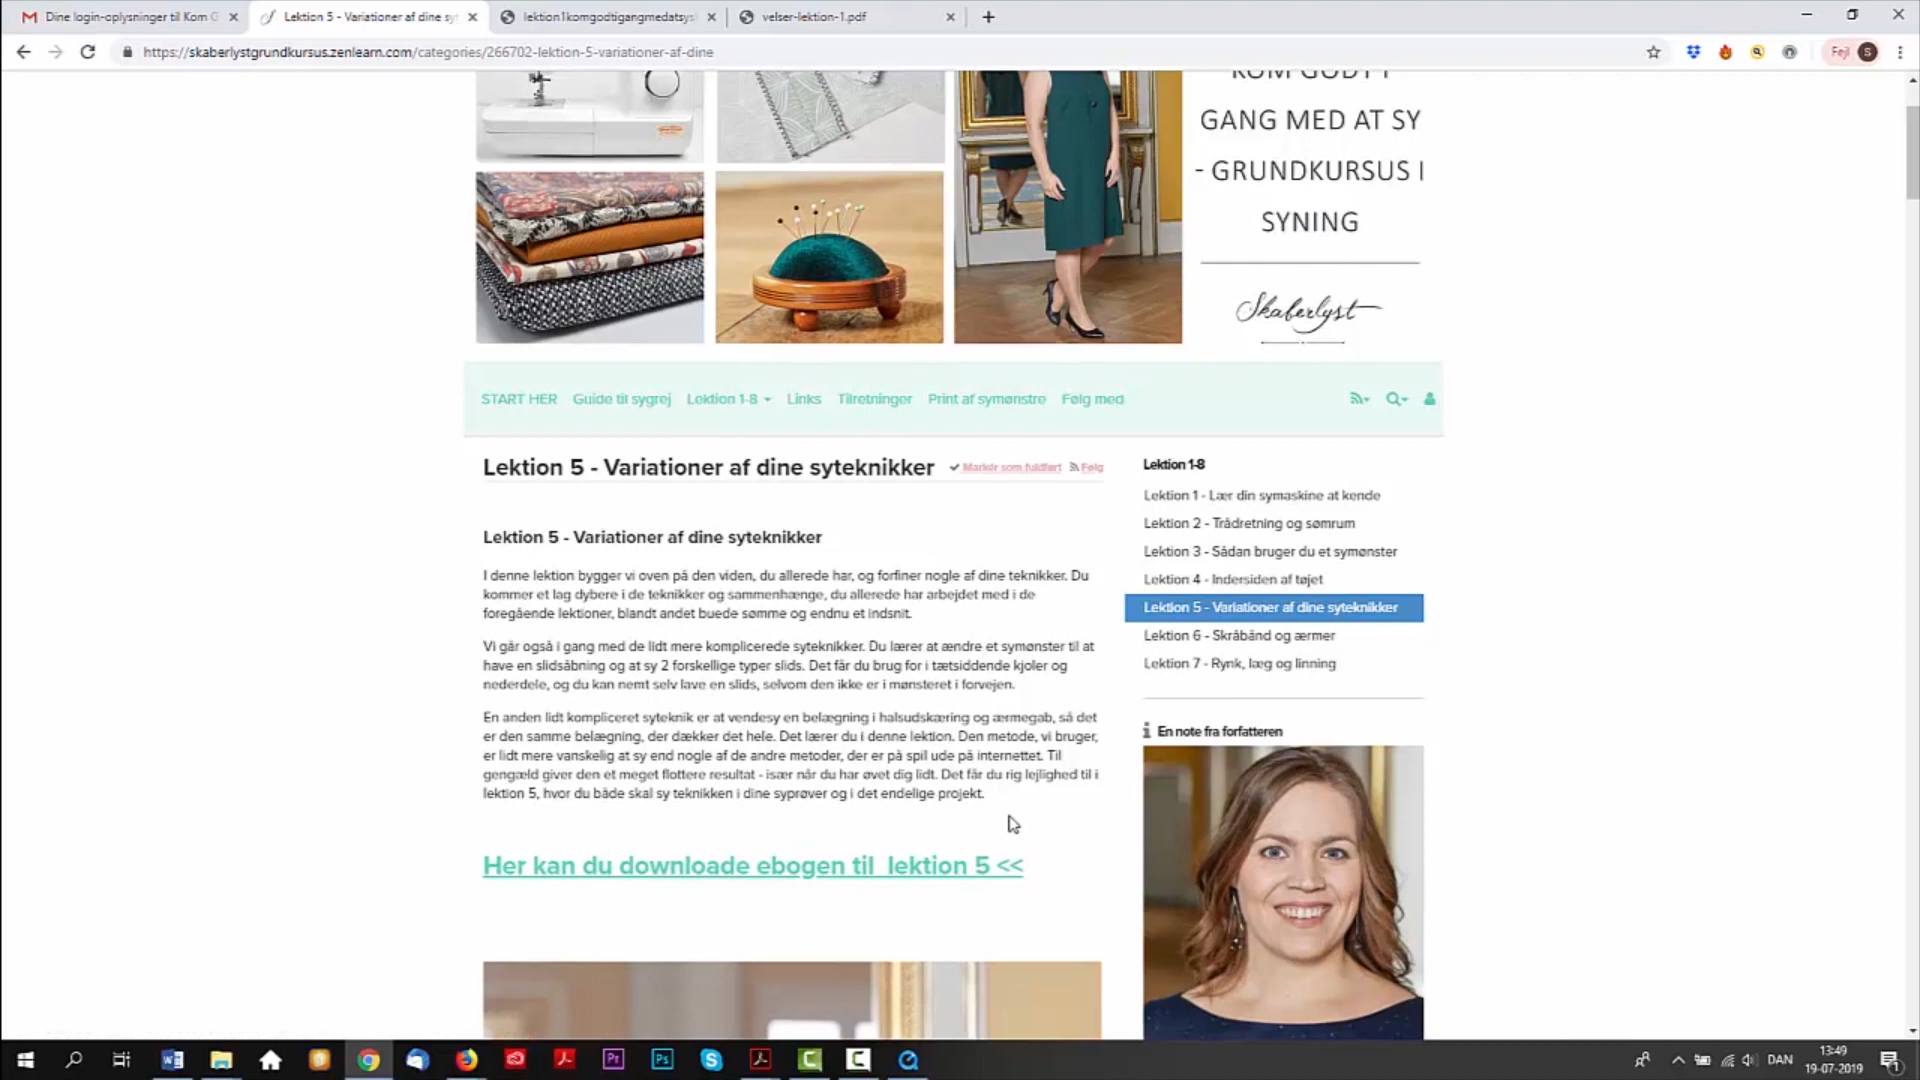 Dine login-oplysninger til Kom G
Lektion 5 - Variationer af dine sy
lektion1komgodtigangmedatsy
velser-lektion-1.pdf
https://skaberlystgrundkursus.zenlearn.com/categories/266702-lektion-5-variationer-af-dine
Fejl
S
KOM GODT I
GANG MED AT SY
- GRUNDKURSUS I
SYNING
Skaberlyst
START HER Guide til sygrej Lektion 1-8 Links Tilretninger Print af symønstre Følg med
Lektion 5 - Variationer af dine syteknikker
Markér som fuldført Følg
Lektion 5 - Variationer af dine syteknikker
I denne lektion bygger vi oven på den viden, du allerede har, og forfiner nogle af dine teknikker. Du
kommer et lag dybere i de teknikker og sammenhænge, du allerede har arbejdet med i de
foregående lektioner, blandt andet buede sømme og endnu et indsnit.
Vi går også i gang med de lidt mere komplicerede syteknikker. Du lærer at ændre et symønster til at
have en slidsåbning og at sy 2 forskellige typer slids. Det får du brug for i tætsiddende kjoler og
nederdele, og du kan nemt selv lave en slids, selvom den ikke er i mønsteret i forvejen.
En anden lidt kompliceret syteknik er at vendesy en belægning i halsudskæring og ærmegab, så det
er den samme belægning, der dækker det hele. Det lærer du i denne lektion. Den metode, vi bruger,
er lidt mere vanskelig at sy end nogle af de andre metoder, der er på spil ude på internettet. Til
gengæld giver den et meget flottere resultat - især når du har øvet dig lidt. Det får du rig lejlighed til i
lektion 5, hvor du både skal sy teknikken i dine syprøver og i det endelige projekt.
Her kan du downloade ebogen til lektion 5 <<
Lektion 1-8
Lektion 1 - Lær din symaskine at kende
Lektion 2 - Trådretning og sømrum
Lektion 3 - Sådan bruger du et symønster
Lektion 4 - Indersiden af tøjet
Lektion 5 - Variationer af dine syteknikker
Lektion 6 - Skråbånd og ærmer
Lektion 7 - Rynk, læg og linning
En note fra forfatteren
DAN
13:49
19-07-2019